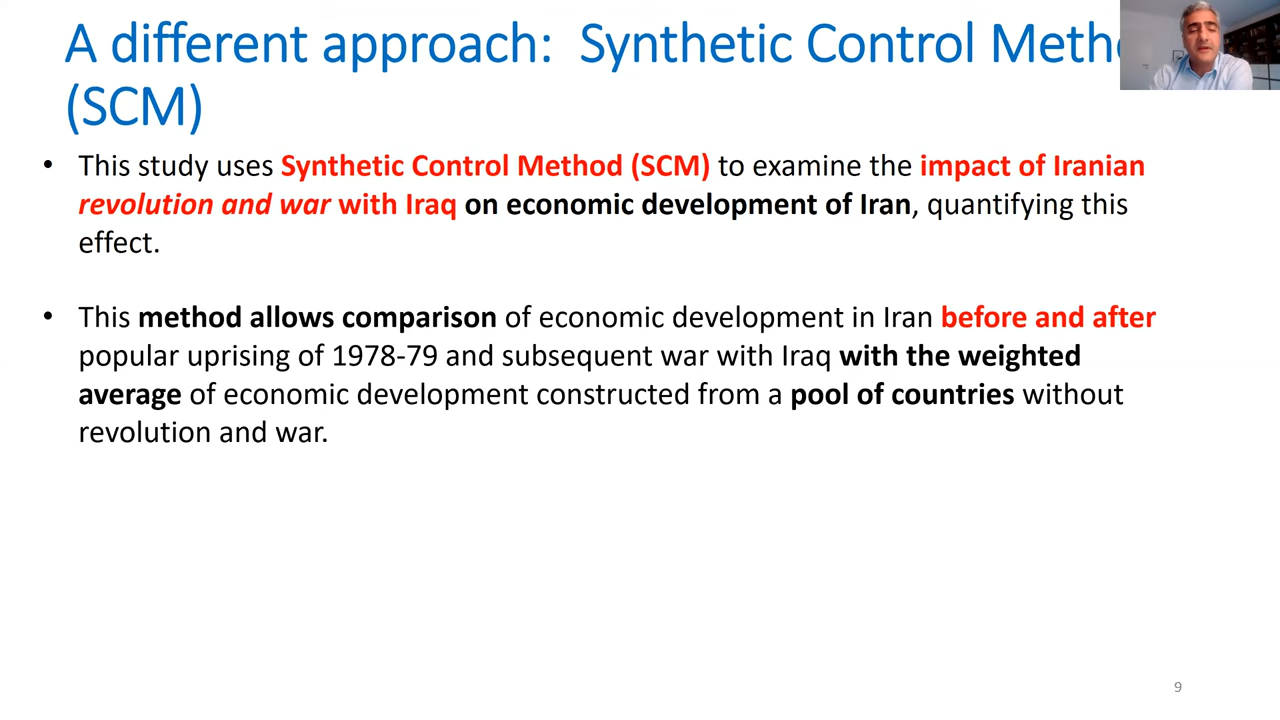 A different approach: Synthetic Control Meth
(SCM)
• This study uses Synthetic Control Method (SCM) to examine the impact of Iranian
revolution and war with Iraq on economic development of Iran, quantifying this
effect.
• This method allows comparison of economic development in Iran before and after
popular uprising of 1978-79 and subsequent war with Iraq with the weighted
average of economic development constructed from a pool of countries without
revolution and war.
9